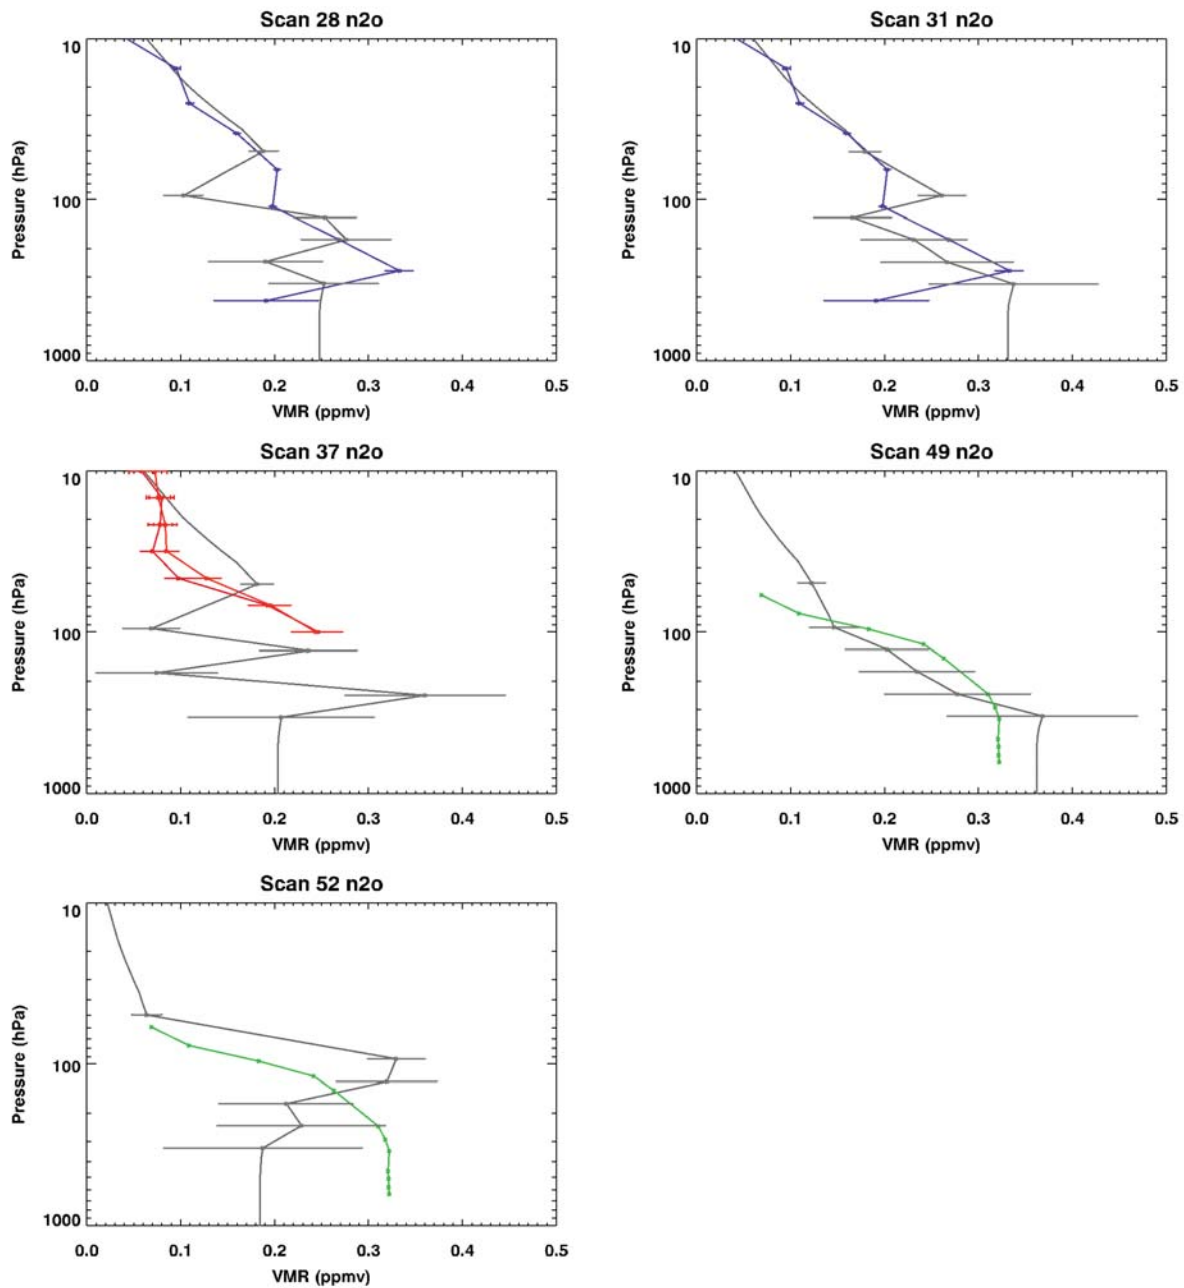 Scan 28 n2o
10
100
1000
Pressure (hPa)
0.0 0.1 0.2 0.3 0.4 0.5
VMR (ppmv)
Scan 31 n2o
10
100
1000
Pressure (hPa)
0.0 0.1 0.2 0.3 0.4 0.5
VMR (ppmv)
Scan 37 n2o
10
100
1000
Pressure (hPa)
0.0 0.1 0.2 0.3 0.4 0.5
VMR (ppmv)
Scan 49 n2o
10
100
1000
Pressure (hPa)
0.0 0.1 0.2 0.3 0.4 0.5
VMR (ppmv)
Scan 52 n2o
10
100
1000
Pressure (hPa)
0.0 0.1 0.2 0.3 0.4 0.5
VMR (ppmv)